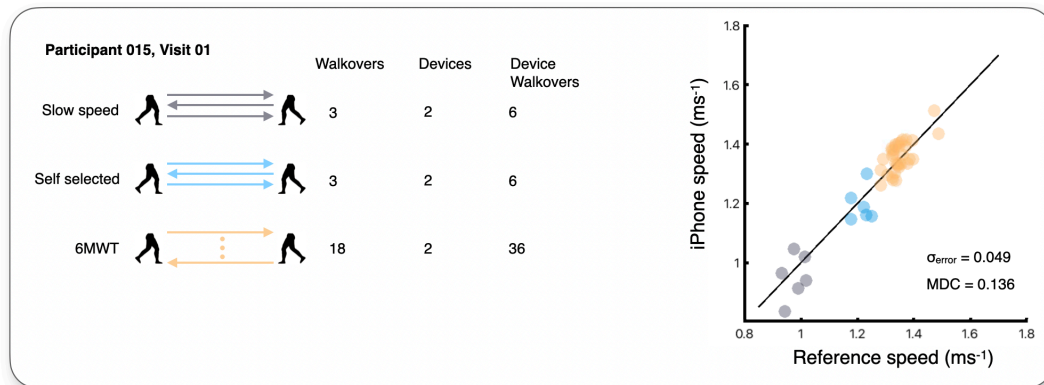 Participant 015, Visit 01
Walkovers Devices Device Walkovers
Slow speed 3 2 6
Self selected 3 2 6
6MWT 18 2 36
iPhone speed (ms⁻¹)
1.8
1.6
1.4
1.2
1
0.8
σerror = 0.049
MDC = 0.136
0.8 1 1.2 1.4 1.6 1.8
Reference speed (ms⁻¹)